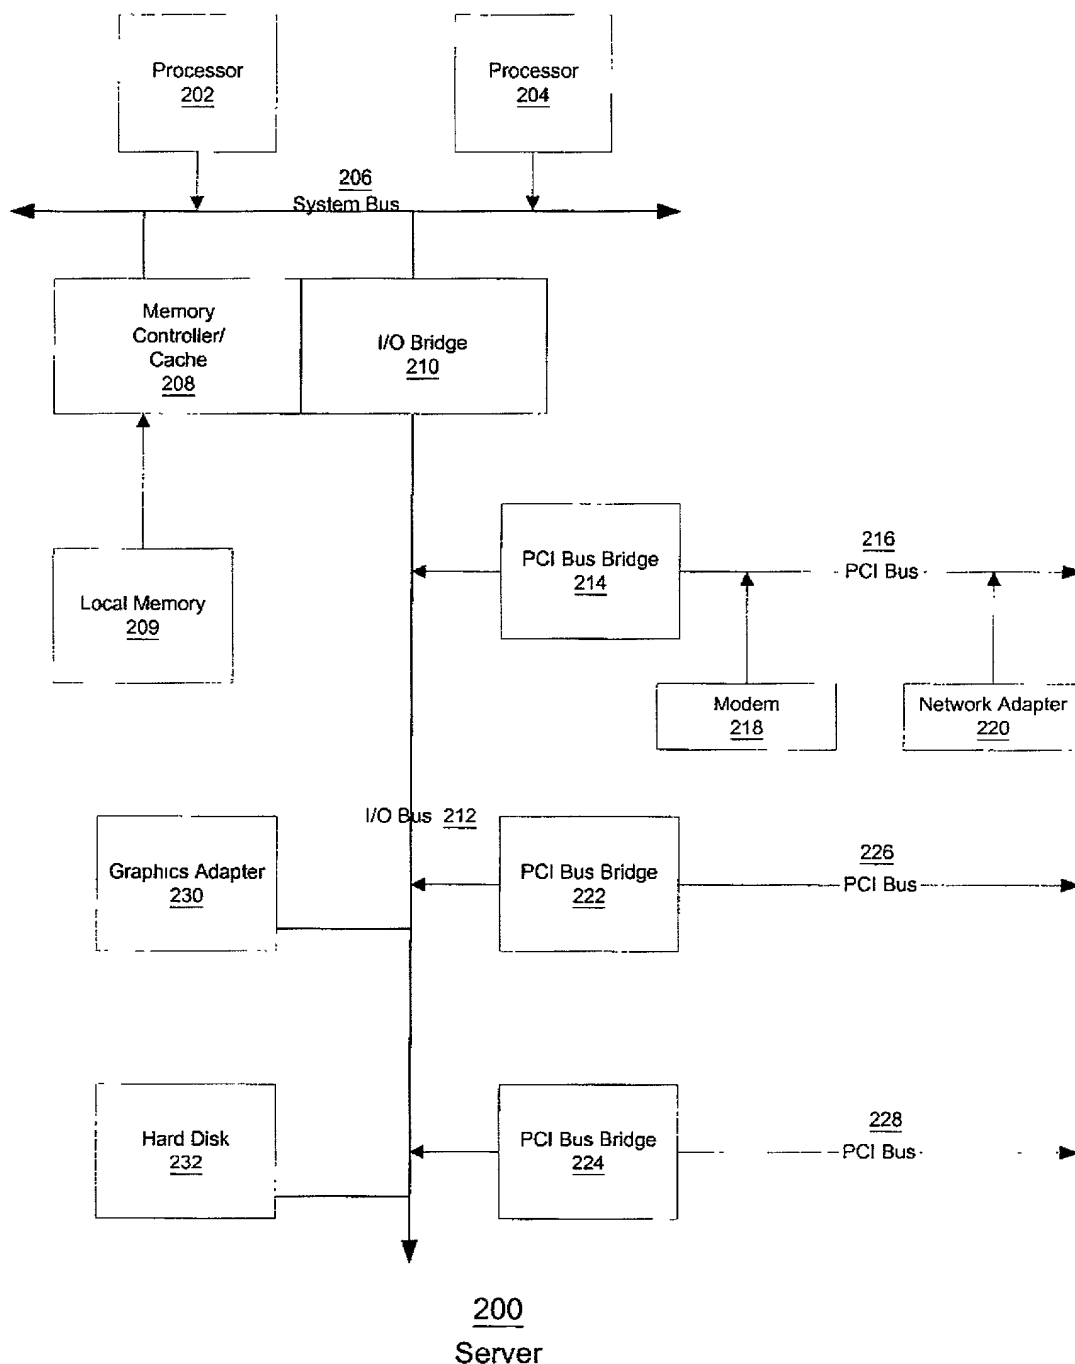 Processor
202
Processor
204
206
System Bus
Memory
Controller/
Cache
208
I/O Bridge
210
PCI Bus Bridge
214
216
PCI Bus
Local Memory
209
Modem
218
Network Adapter
220
I/O Bus 212
Graphics Adapter
230
PCI Bus Bridge
222
226
PCI Bus
Hard Disk
232
PCI Bus Bridge
224
228
PCI Bus
200
Server